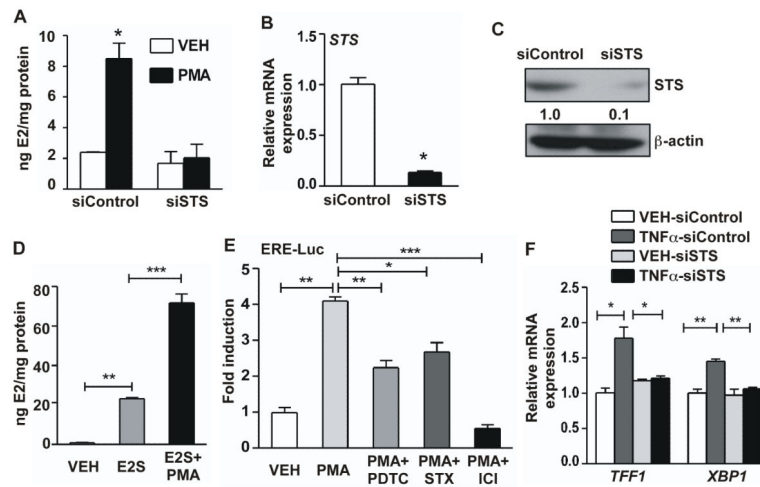 A
ng E2/mg protein
10
8
6
4
2
0
*
VEH
PMA
siControl
siSTS
B
STS
Relative mRNA
expression
1.5
1.0
0.5
0.0
*
siControl
siSTS
C
siControl
siSTS
STS
1.0
0.1
β-actin
D
ng E2/mg protein
80
60
40
20
0
***
**
VEH
E2S
E2S+
PMA
E
ERE-Luc
Fold induction
5
4
3
2
1
0
***
*
**
**
VEH
PMA
PMA+
PDTC
PMA+
STX
PMA+
ICI
VEH-siControl
TNFα-siControl
VEH-siSTS
TNFα-siSTS
F
Relative mRNA
expression
2.0
1.5
1.0
0.5
0.0
*
*
**
**
TFF1
XBP1